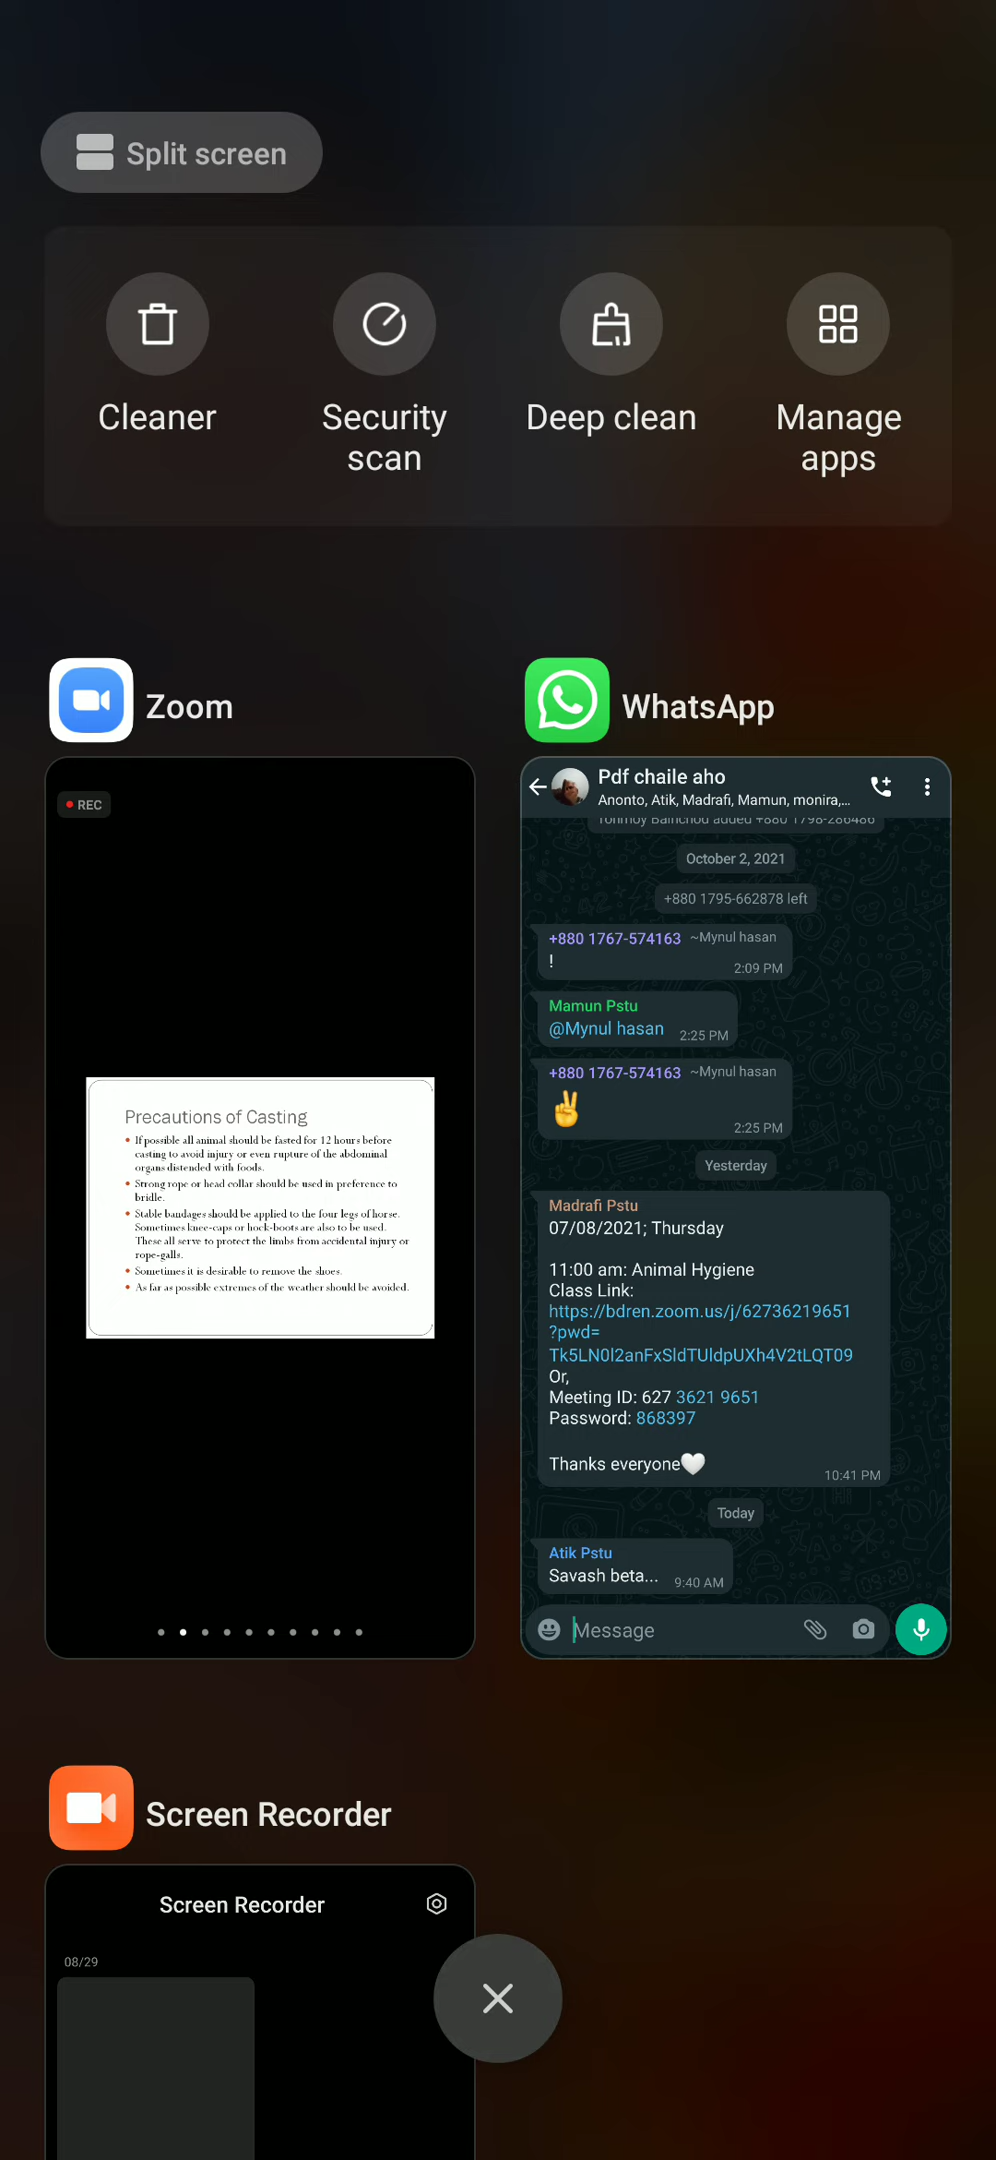 Split screen
Cleaner
Security
scan
Deep clean
Manage
apps
Zoom
REC
Precautions of Casting
• If possible all animal should be fasted for 12 hours before
casting to avoid injury or even rupture of the abdominal
organs distended with foods.
• Strong rope or head collar should be used in preference to
bridle.
• Stable bandages should be applied to the four legs of horse.
Sometimes knee-caps or hock-boots are also to be used.
These all serve to protect the limbs from accidental injury or
rope-galls.
• Sometimes it is desirable to remove the shoes.
• As far as possible extremes of the weather should be avoided.
WhatsApp
Pdf chaile aho
Anonto, Atik, Madrafi, Mamun, monira,...
Tonmoy Bainchod added +880 1798-286486
October 2, 2021
+880 1795-662878 left
+880 1767-574163 ~Mynul hasan
!
2:09 PM
Mamun Pstu
@Mynul hasan 2:25 PM
+880 1767-574163 ~Mynul hasan
✌️
2:25 PM
Yesterday
Madrafi Pstu
07/08/2021; Thursday
11:00 am: Animal Hygiene
Class Link:
https://bdren.zoom.us/j/62736219651
?pwd=
Tk5LN0l2anFxSldTUldpUXh4V2tLQT09
Or,
Meeting ID: 627 3621 9651
Password: 868397
Thanks everyone🤍
10:41 PM
Today
Atik Pstu
Savash beta... 9:40 AM
Message
Screen Recorder
Screen Recorder
08/29